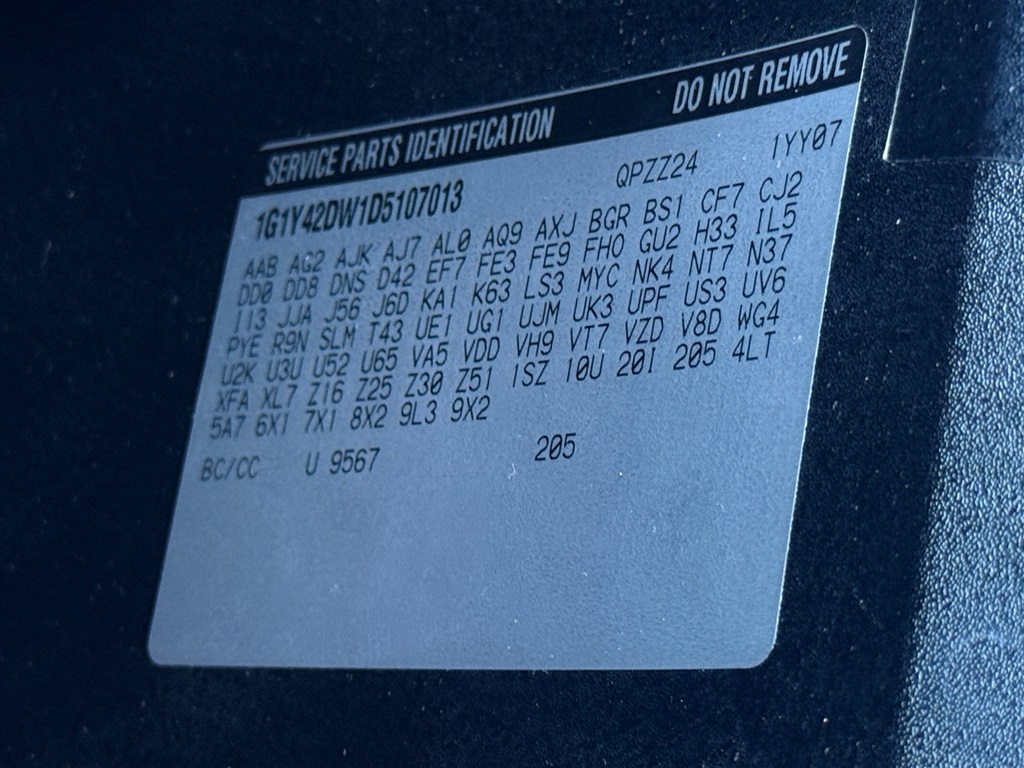 SERVICE PARTS IDENTIFICATION DO NOT REMOVE
1G1Y42DW1D5107013 QPZZ24 1YY07
AAB AG2 AJK AJ7 AL0 AQ9 AXJ BGR BS1 CF7 CJ2
DD0 DD8 DNS D42 EF7 FE3 FE9 FHO GU2 H33 IL5
I13 JJA J56 J6D KA1 K63 LS3 MYC NK4 NT7 N37
PYE R9N SLM T43 UE1 UG1 UJM UK3 UPF US3 UV6
U2K U3U U52 U65 VA5 VDD VH9 VT7 VZD V8D WG4
XFA XL7 Z16 Z25 Z30 Z51 1SZ 10U 20I 205 4LT
5A7 6X1 7X1 8X2 9L3 9X2
BC/CC U 9567 205